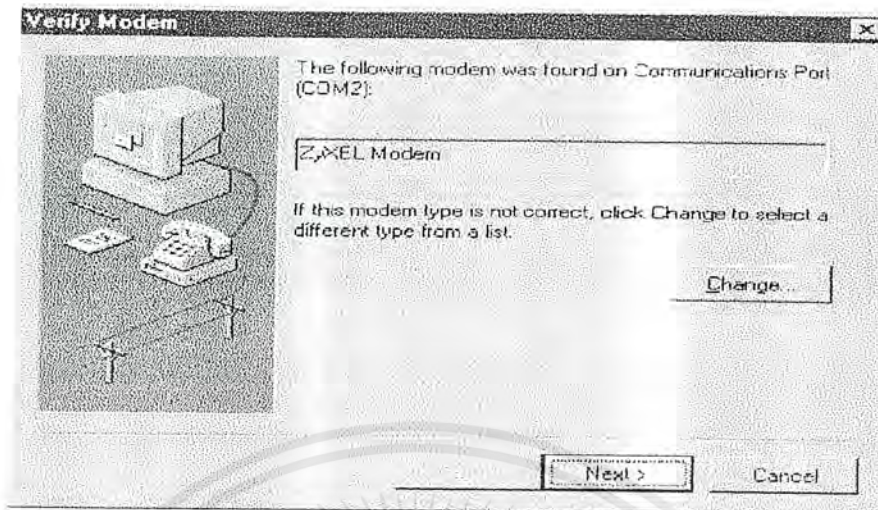 Verify Modem
The following modem was found on Communications Port
(COM2):
ZyXEL Modem
If this modem type is not correct, click Change to select a
different type from a list.
Change...
Next >
Cancel